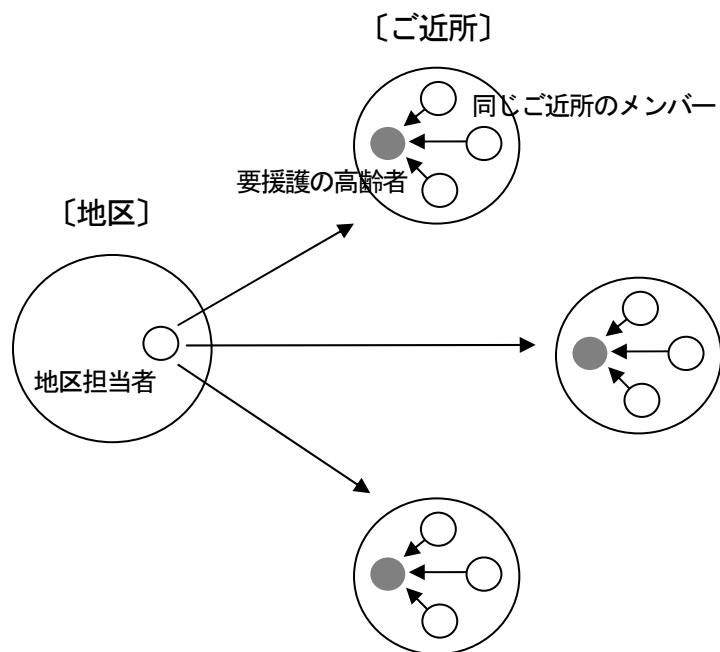 〔ご近所〕
同じご近所のメンバー
要援護の高齢者
〔地区〕
地区担当者